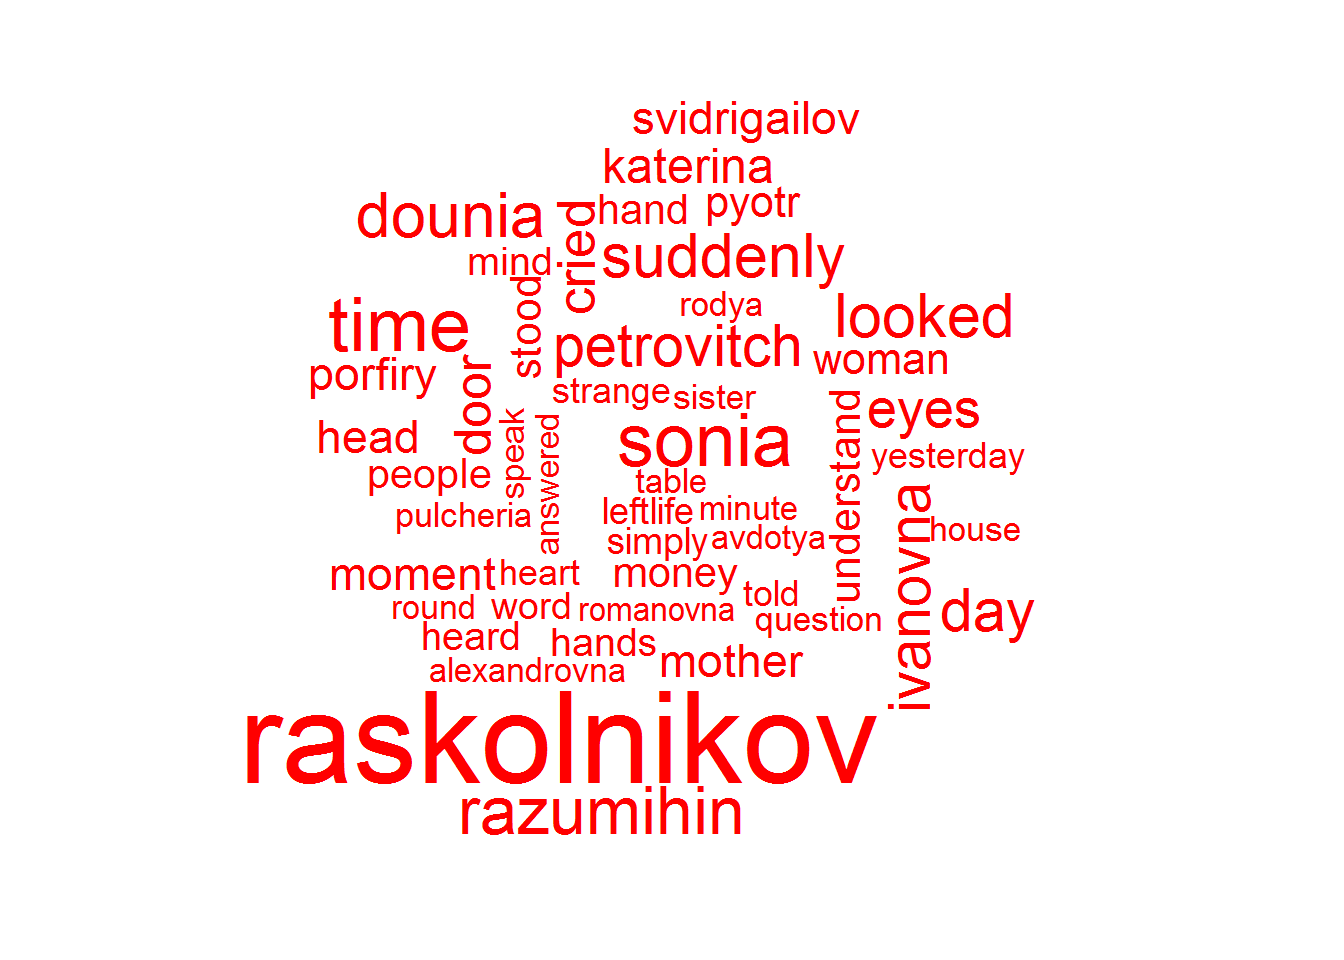 svidrigailov
katerina
dounia
cried
hand
pyotr
mind
suddenly
stood
rodya
time
looked
petrovitch
woman
porfiry
door
strange
sister
understand
eyes
head
speak
answered
sonia
yesterday
people
table
ivanovna
pulcheria
leftlife
minute
house
simply
avdotya
moment
heart
money
told
day
round
word
romanovna
question
heard
hands
mother
alexandrovna
raskolnikov
razumihin